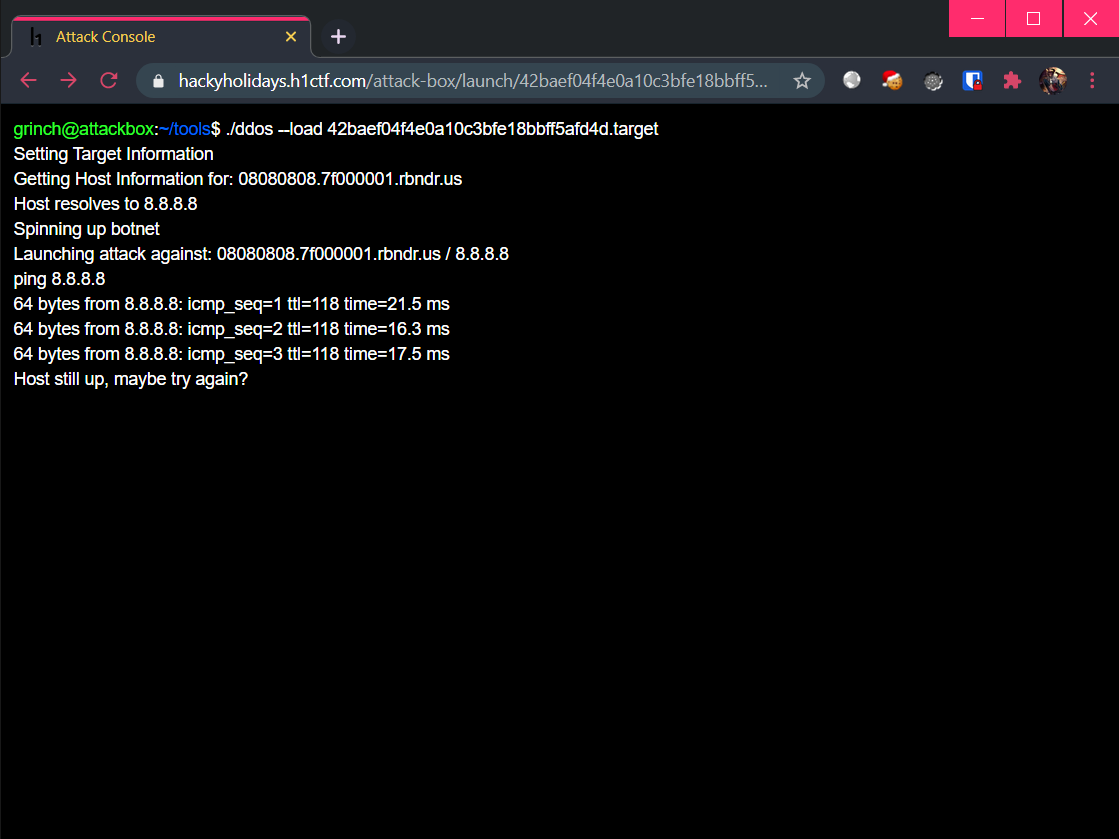 Attack Console
hackyholidays.h1ctf.com/attack-box/launch/42baef04f4e0a10c3bfe18bbff5...
grinch@attackbox:~/tools$ ./ddos --load 42baef04f4e0a10c3bfe18bbff5afd4d.target
Setting Target Information
Getting Host Information for: 08080808.7f000001.rbndr.us
Host resolves to 8.8.8.8
Spinning up botnet
Launching attack against: 08080808.7f000001.rbndr.us / 8.8.8.8
ping 8.8.8.8
64 bytes from 8.8.8.8: icmp_seq=1 ttl=118 time=21.5 ms
64 bytes from 8.8.8.8: icmp_seq=2 ttl=118 time=16.3 ms
64 bytes from 8.8.8.8: icmp_seq=3 ttl=118 time=17.5 ms
Host still up, maybe try again?